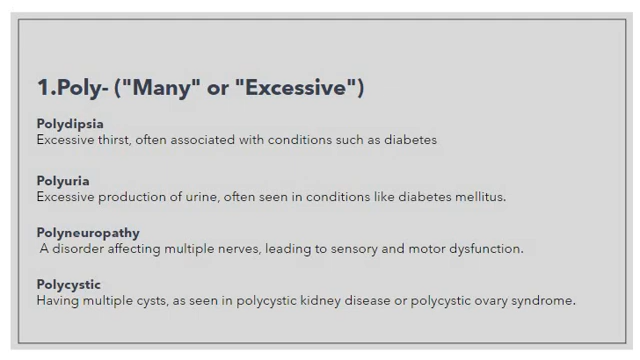 1.Poly- ("Many" or "Excessive")
Polydipsia
Excessive thirst, often associated with conditions such as diabetes
Polyuria
Excessive production of urine, often seen in conditions like diabetes mellitus.
Polyneuropathy
A disorder affecting multiple nerves, leading to sensory and motor dysfunction.
Polycystic
Having multiple cysts, as seen in polycystic kidney disease or polycystic ovary syndrome.